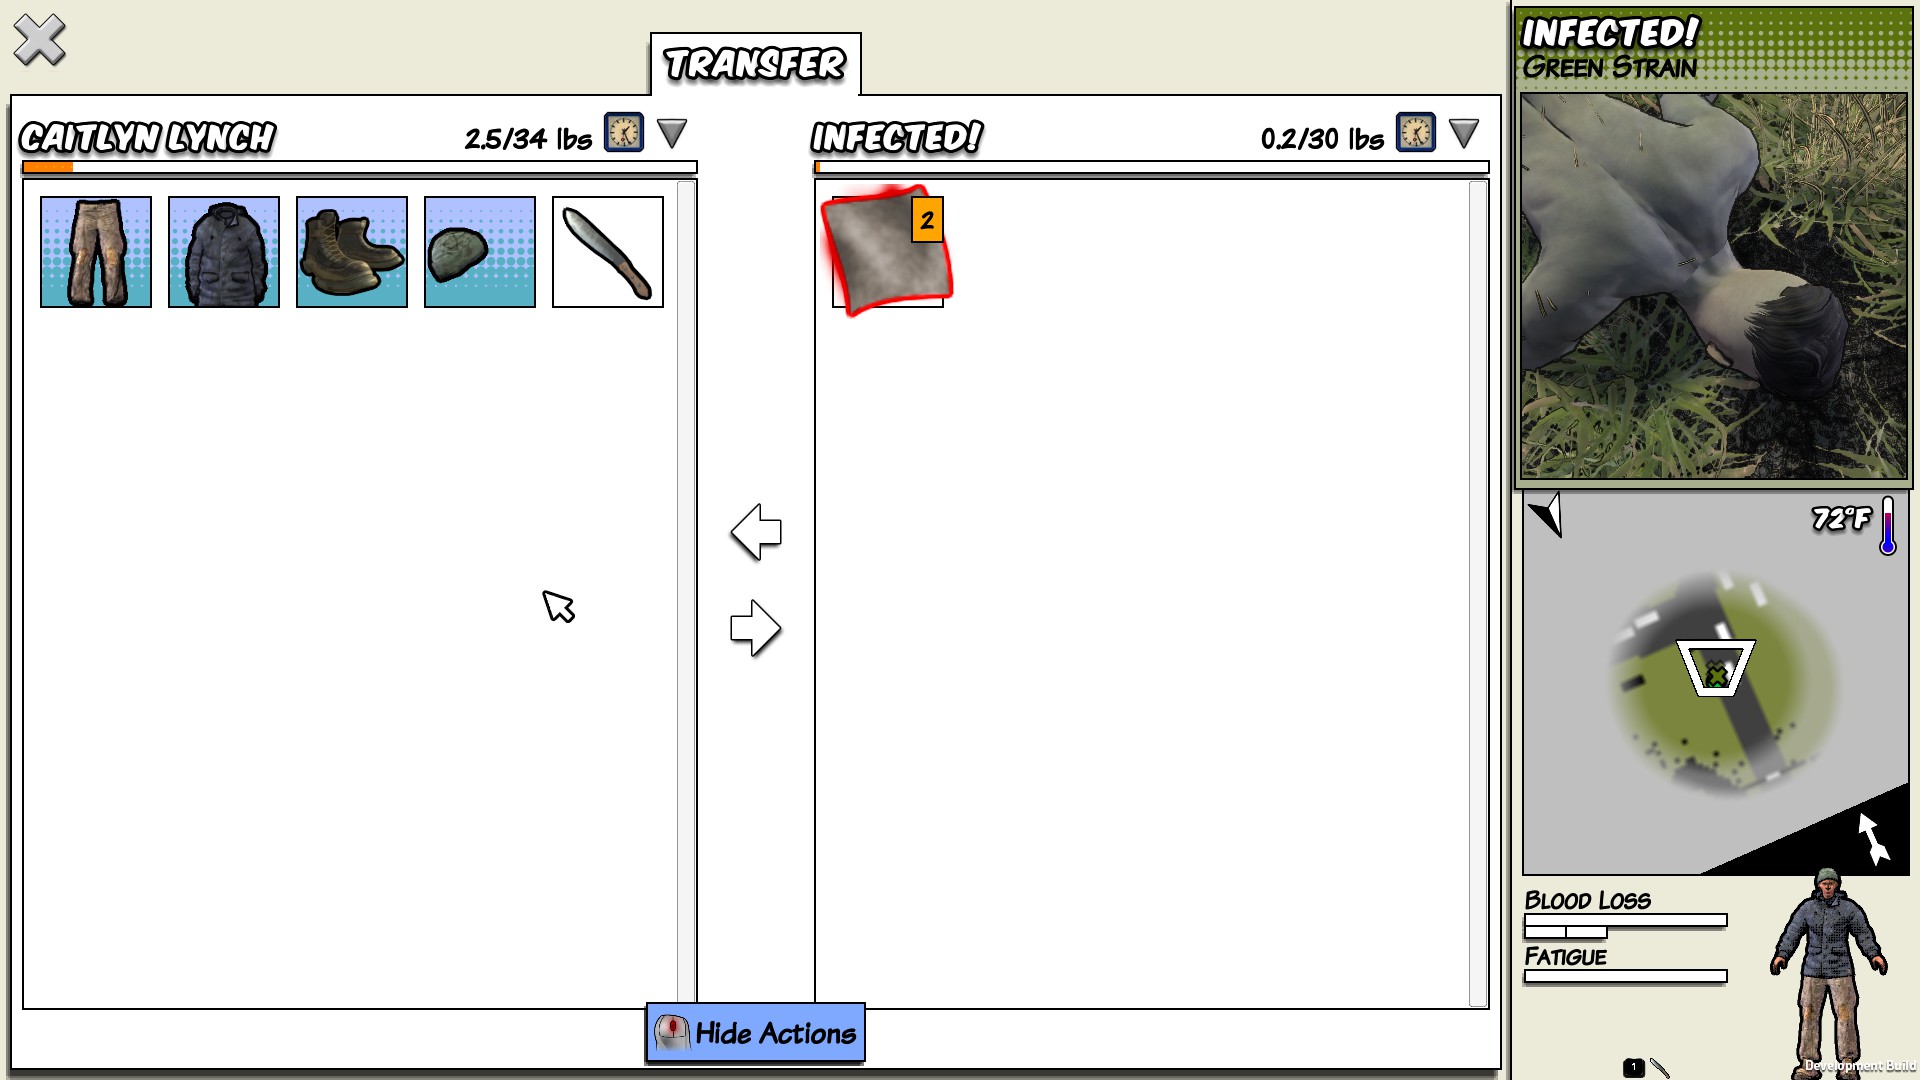 TRANSFER
CAITLYN LYNCH
2.5/34 lbs
INFECTED!
0.2/30 lbs
2
Hide Actions
INFECTED!
GREEN STRAIN
72°F
BLOOD LOSS
FATIGUE
1
Development Build